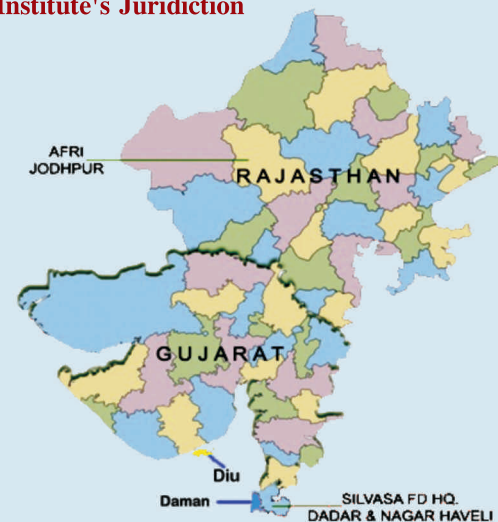 Institute's Juridiction
AFRI
JODHPUR
RAJASTHAN
GUJARAT
Diu
Daman
SILVASA FD HQ.
DADAR & NAGAR HAVELI